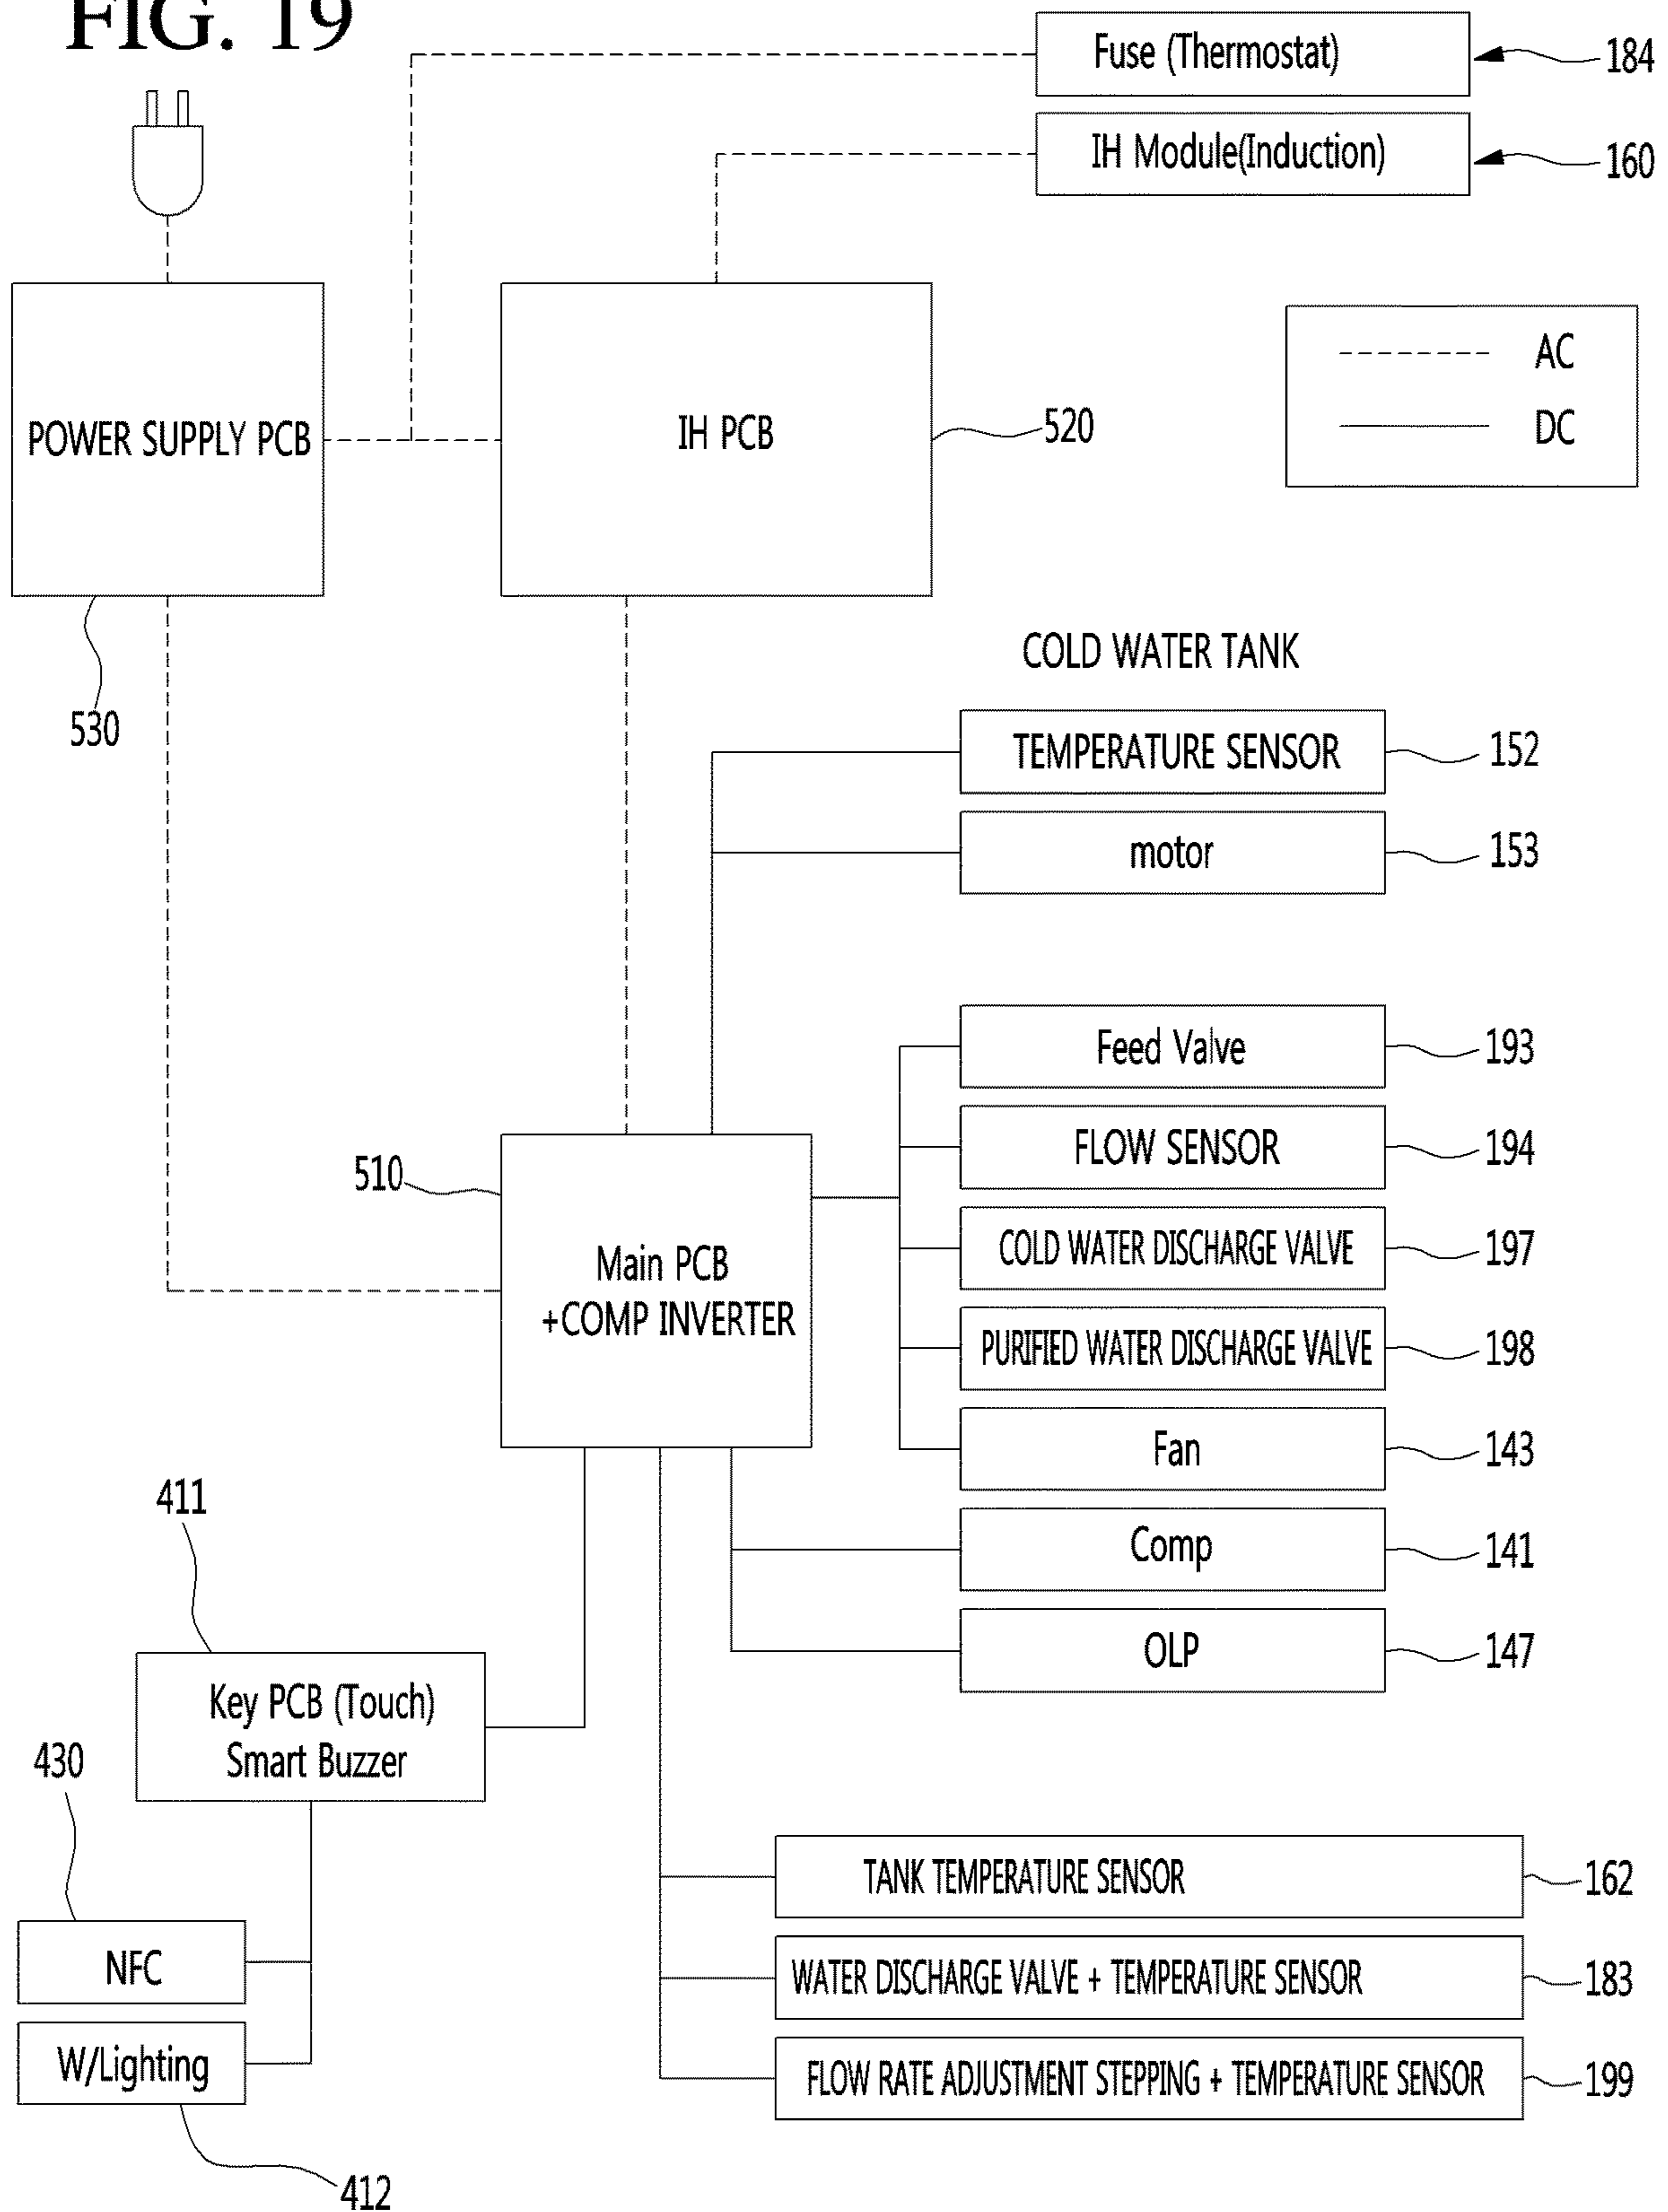 FIG. 19
Fuse (Thermostat)
184
IH Module(Induction)
160
POWER SUPPLY PCB
IH PCB
520
AC
DC
530
COLD WATER TANK
TEMPERATURE SENSOR
152
motor
153
Feed Valve
193
FLOW SENSOR
194
COLD WATER DISCHARGE VALVE
197
PURIFIED WATER DISCHARGE VALVE
198
Fan
143
Comp
141
OLP
147
510
Main PCB
+COMP INVERTER
411
Key PCB (Touch)
Smart Buzzer
430
NFC
W/Lighting
412
TANK TEMPERATURE SENSOR
162
WATER DISCHARGE VALVE + TEMPERATURE SENSOR
183
FLOW RATE ADJUSTMENT STEPPING + TEMPERATURE SENSOR
199